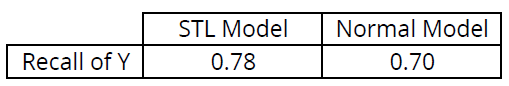 STL Model Normal Model
Recall of Y 0.78 0.70